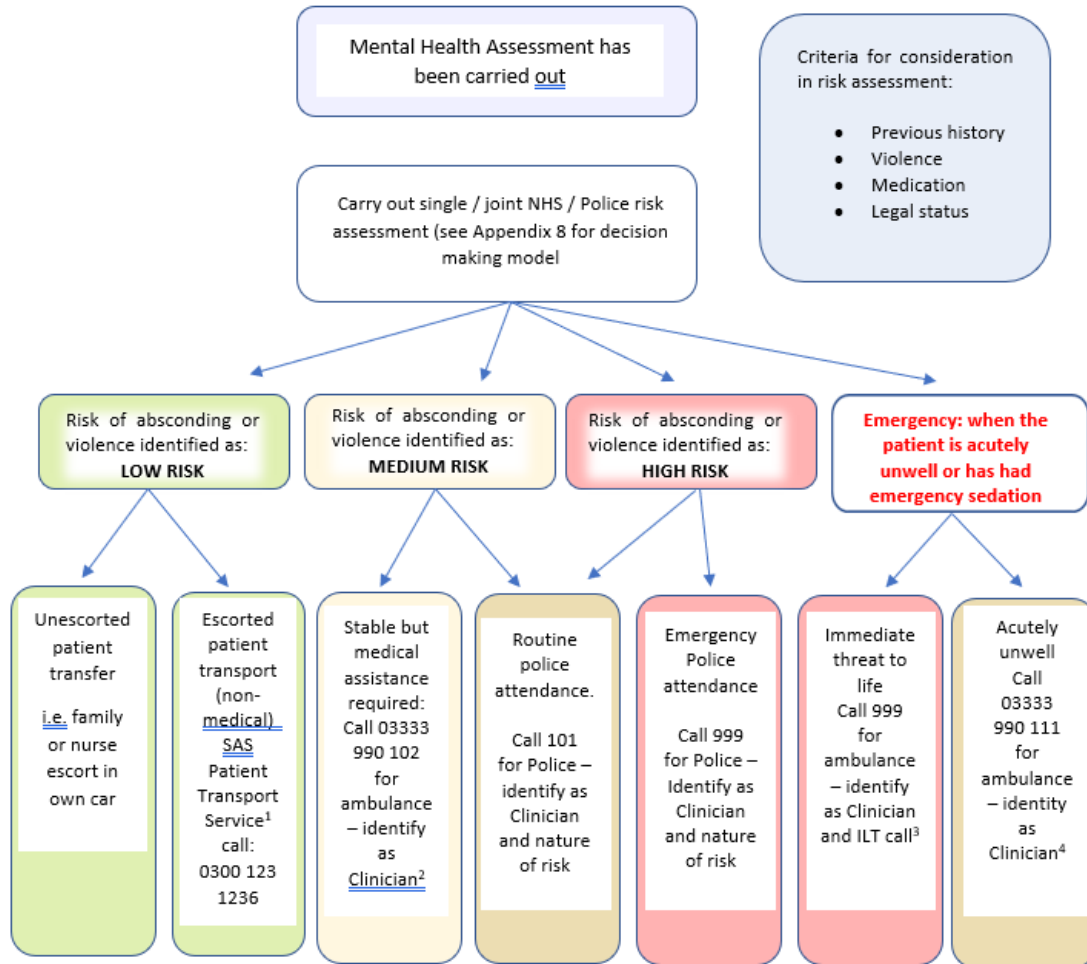 Mental Health Assessment has
been carried out
Criteria for consideration
in risk assessment:
• Previous history
• Violence
• Medication
• Legal status
Carry out single / joint NHS / Police risk
assessment (see Appendix 8 for decision
making model
Risk of absconding or
violence identified as:
LOW RISK
Risk of absconding or
violence identified as:
MEDIUM RISK
Risk of absconding or
violence identified as:
HIGH RISK
Emergency: when the
patient is acutely
unwell or has had
emergency sedation
Unescorted
patient
transfer
i.e. family
or nurse
escort in
own car
Escorted
patient
transport
(non-
medical)
SAS
Patient
Transport
Service¹
call:
0300 123
1236
Stable but
medical
assistance
required:
Call 03333
990 102
for
ambulance
– identify
as
Clinician²
Routine
police
attendance.
Call 101
for Police –
identify as
Clinician
and nature
of risk
Emergency
Police
attendance
Call 999
for Police –
Identify as
Clinician
and nature
of risk
Immediate
threat to
life
Call 999
for
ambulance
– identify
as Clinician
and ILT call³
Acutely
unwell
Call
03333
990 111
for
ambulance
– identity
as
Clinician⁴